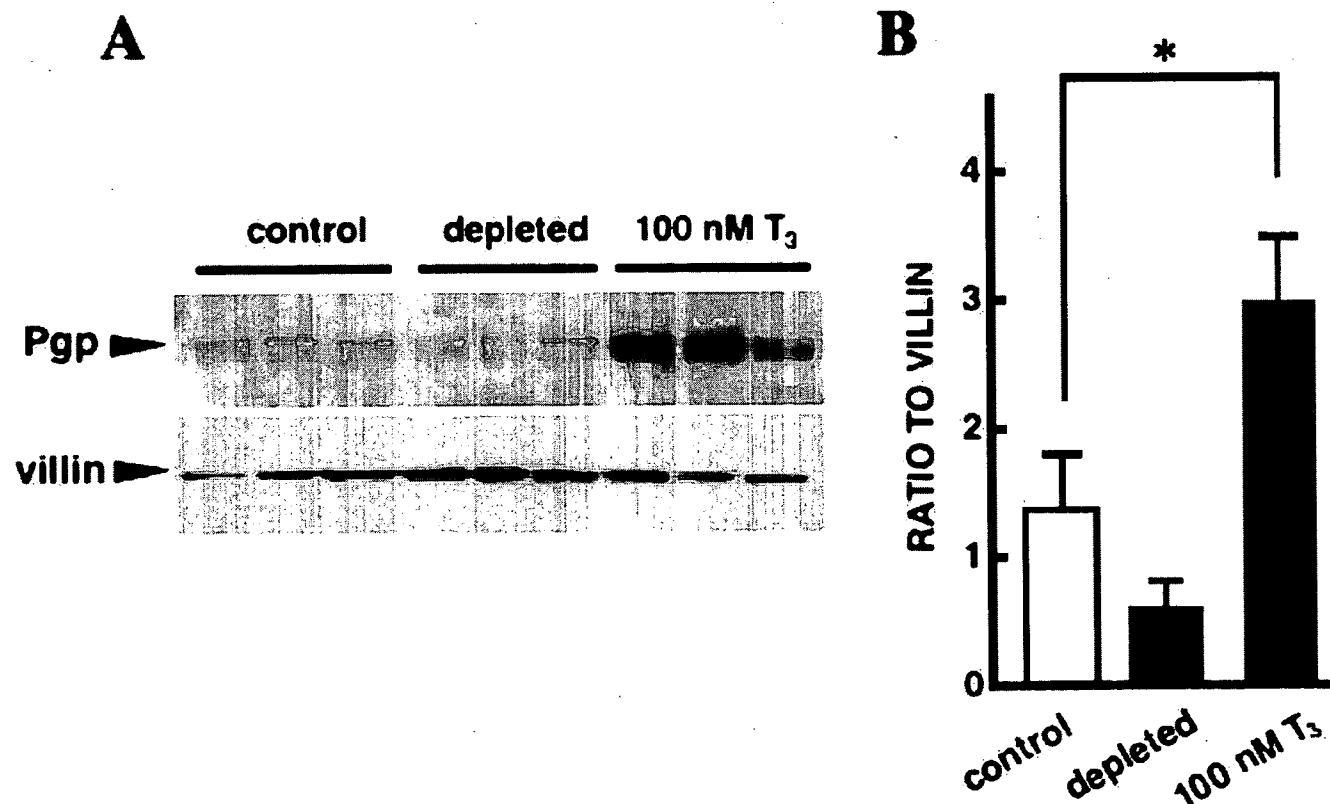 A
control depleted 100 nM T₃
Pgp
villin
B
*
4
3
2
1
0
RATIO TO VILLIN
control depleted 100 nM T₃